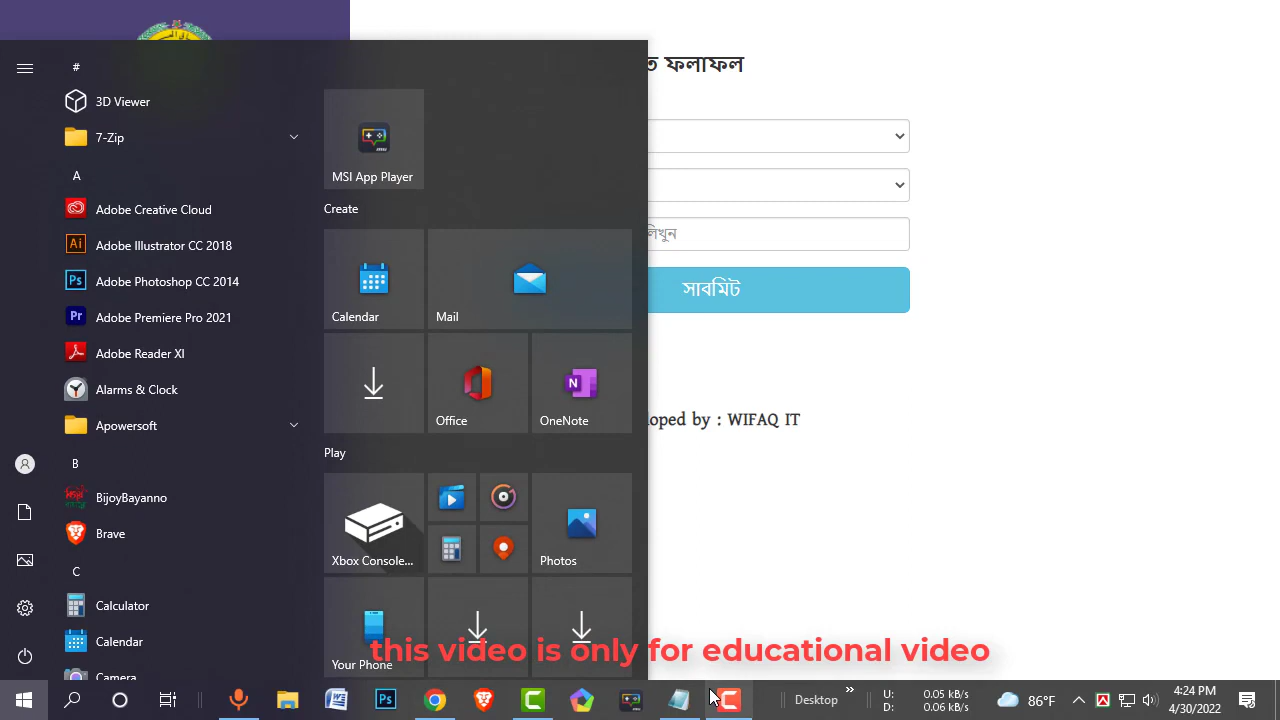 #
3D Viewer
7-Zip
A
Adobe Creative Cloud
Adobe Illustrator CC 2018
Adobe Photoshop CC 2014
Adobe Premiere Pro 2021
Adobe Reader XI
Alarms & Clock
Apowersoft
B
BijoyBayanno
Brave
C
Calculator
Calendar
Camera
MSI App Player
Create
Calendar
Mail
Office
OneNote
Play
Xbox Console...
Photos
Your Phone
ফলাফল
লিখুন
সাবমিট
loped by : WIFAQ IT
this video is only for educational video
Desktop
U: 0.05 kB/s
D: 0.06 kB/s
86°F
4:24 PM
4/30/2022